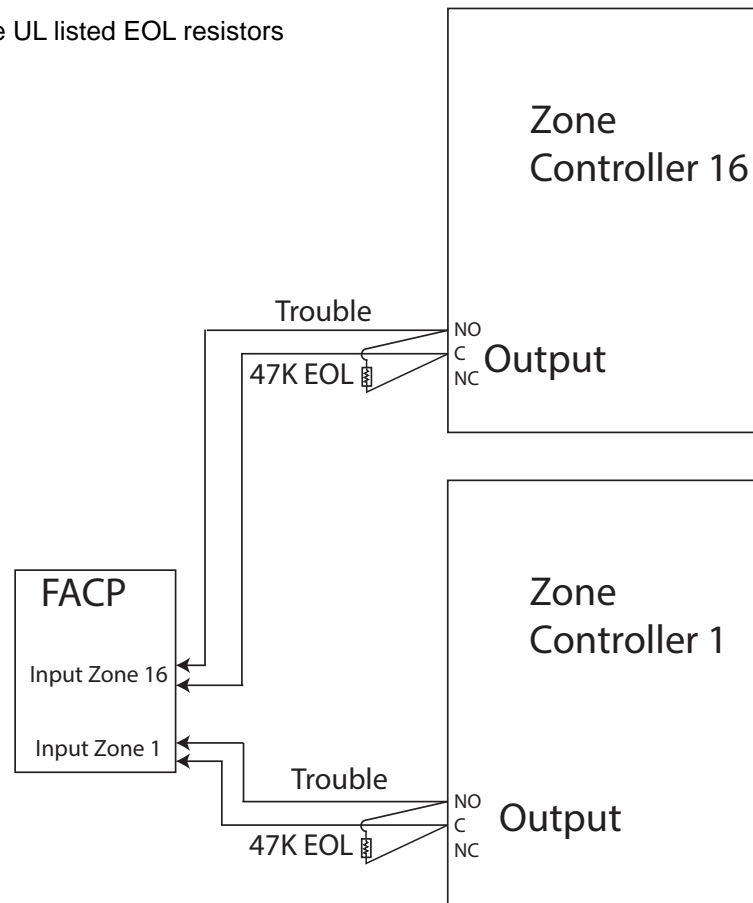 UL listed EOL resistors
Zone
Controller 16
Trouble
NO
C
Output
47K EOL
NC
FACP
Zone
Controller 1
Input Zone 16
Input Zone 1
Trouble
NO
C
Output
47K EOL
NC